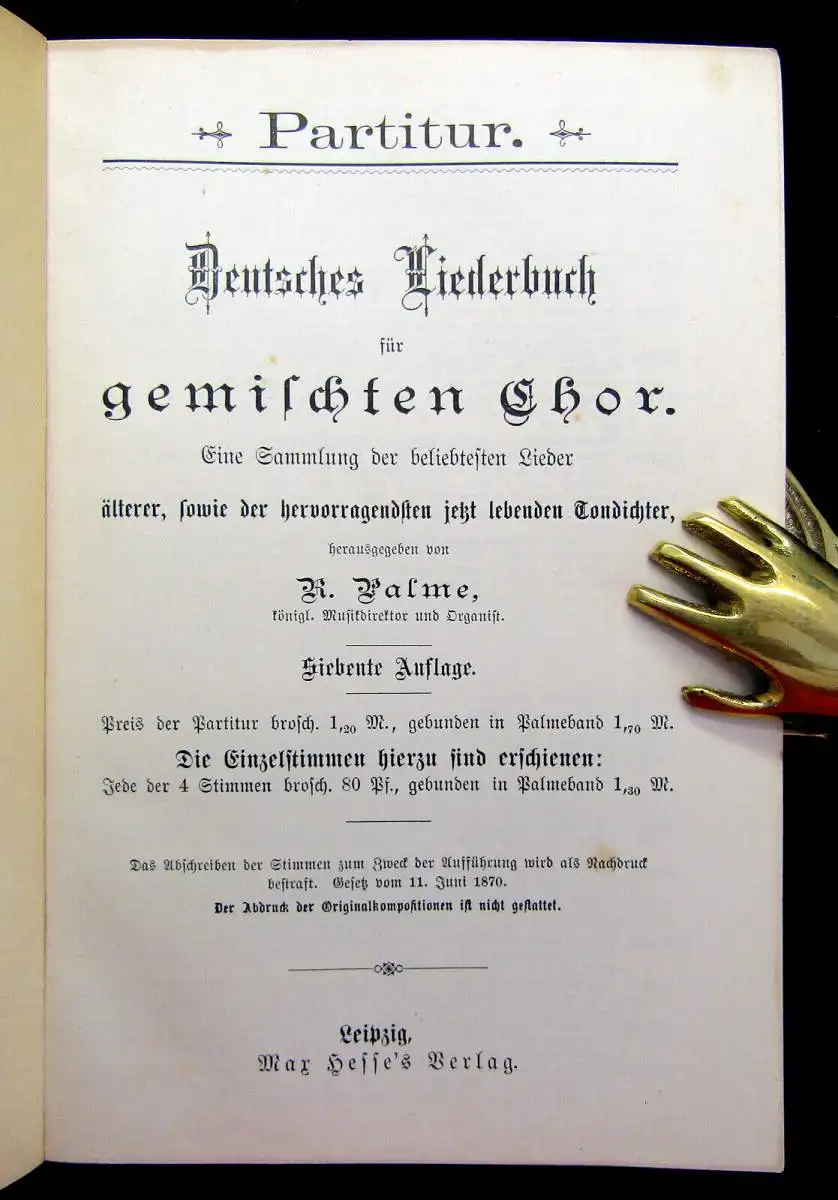 Partitur.
Deutsches Liederbuch
für
gemischten Chor.
Eine Sammlung der beliebtesten Lieder
älterer, sowie der hervorragendsten jetzt lebenden Tondichter,
herausgegeben von
R. Palme,
königl. Musikdirektor und Organist.
Siebente Auflage.
Preis der Partitur brosch. 1,20 M., gebunden in Palmeband 1,70 M.
Die Einzelstimmen hierzu sind erschienen:
Jede der 4 Stimmen brosch. 80 Pf., gebunden in Palmeband 1,30 M.
Das Abschreiben der Stimmen zum Zweck der Aufführung wird als Nachdruck
bestraft. Gesetz vom 11. Juni 1870.
Der Abdruck der Originalkompositionen ist nicht gestattet.
Leipzig,
Max Hesse's Verlag.